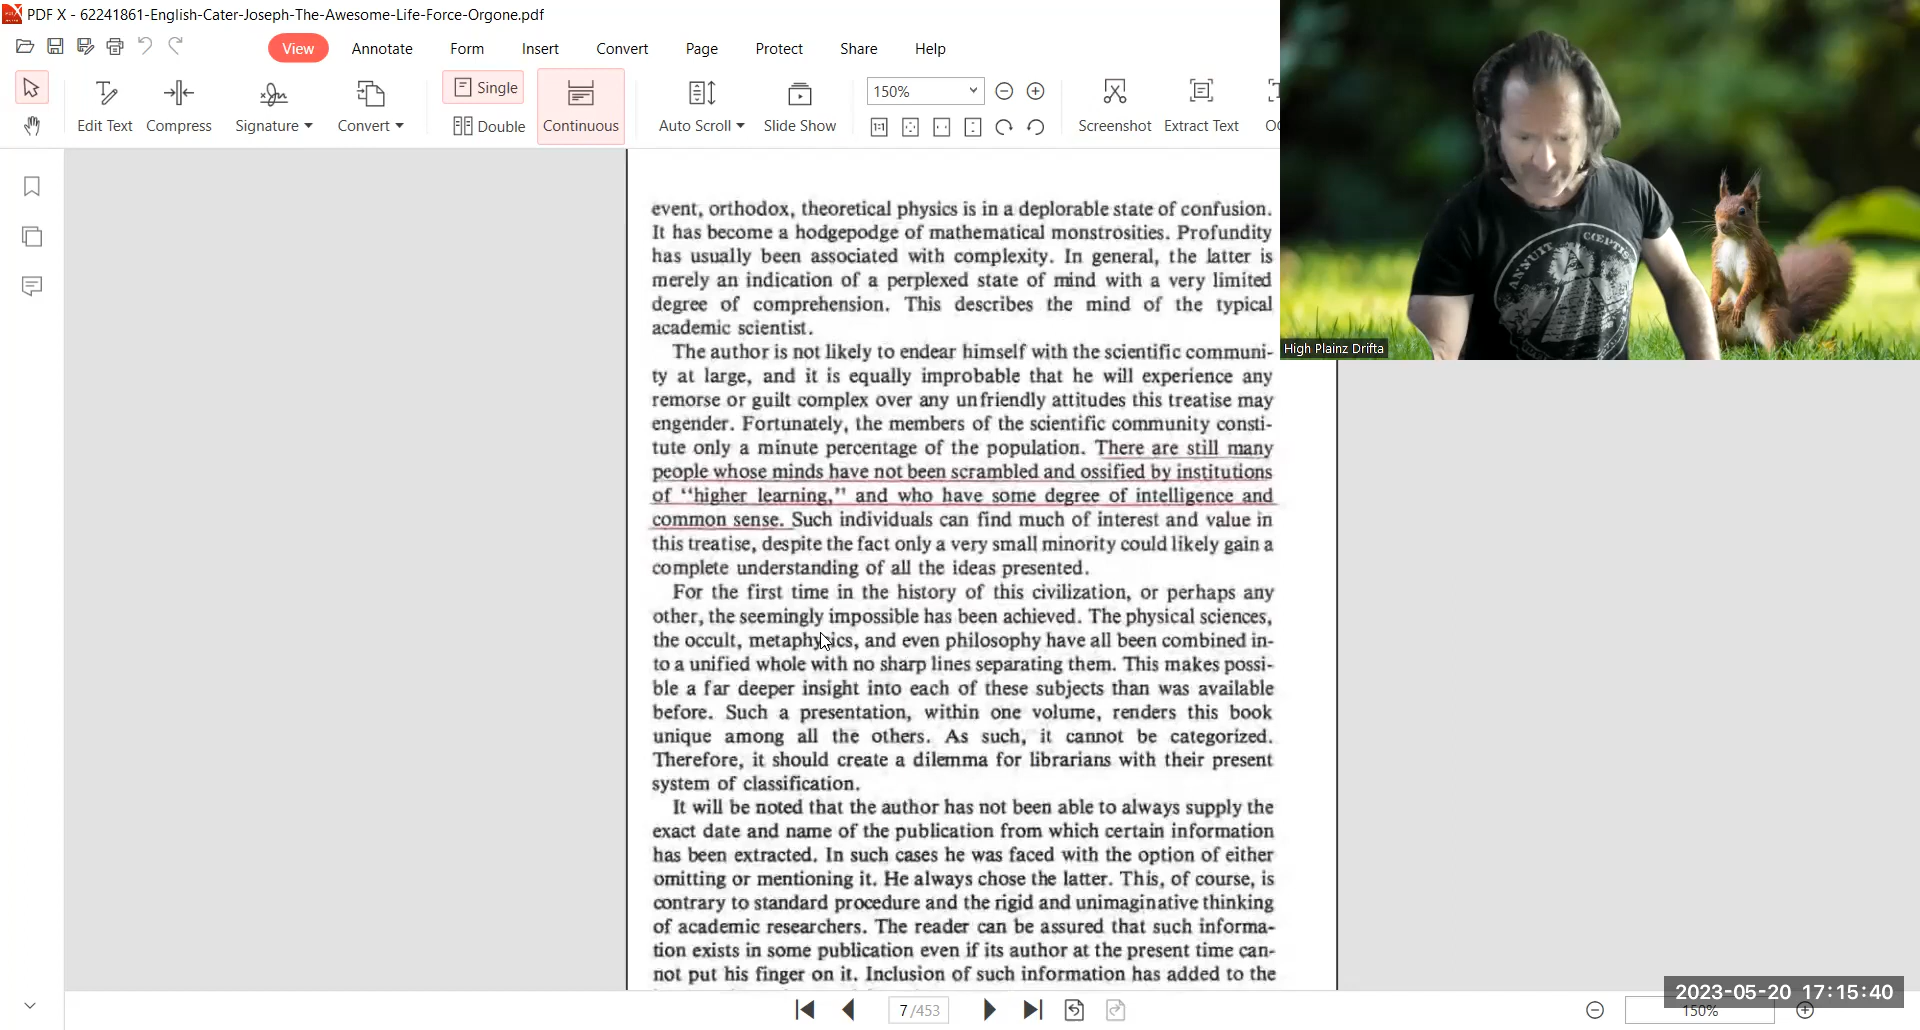 PDF X - 62241861-English-Cater-Joseph-The-Awesome-Life-Force-Orgone.pdf
View Annotate Form Insert Convert Page Protect Share Help
Edit Text Compress Signature Convert Single Double Continuous Auto Scroll Slide Show 150% Screenshot Extract Text
High Plainz Drifta
ANNUIT CŒPTIS
event, orthodox, theoretical physics is in a deplorable state of confusion.
It has become a hodgepodge of mathematical monstrosities. Profundity
has usually been associated with complexity. In general, the latter is
merely an indication of a perplexed state of mind with a very limited
degree of comprehension. This describes the mind of the typical
academic scientist.
The author is not likely to endear himself with the scientific communi-
ty at large, and it is equally improbable that he will experience any
remorse or guilt complex over any unfriendly attitudes this treatise may
engender. Fortunately, the members of the scientific community consti-
tute only a minute percentage of the population. There are still many
people whose minds have not been scrambled and ossified by institutions
of "higher learning," and who have some degree of intelligence and
common sense. Such individuals can find much of interest and value in
this treatise, despite the fact only a very small minority could likely gain a
complete understanding of all the ideas presented.
For the first time in the history of this civilization, or perhaps any
other, the seemingly impossible has been achieved. The physical sciences,
the occult, metaphysics, and even philosophy have all been combined in-
to a unified whole with no sharp lines separating them. This makes possi-
ble a far deeper insight into each of these subjects than was available
before. Such a presentation, within one volume, renders this book
unique among all the others. As such, it cannot be categorized.
Therefore, it should create a dilemma for librarians with their present
system of classification.
It will be noted that the author has not been able to always supply the
exact date and name of the publication from which certain information
has been extracted. In such cases he was faced with the option of either
omitting or mentioning it. He always chose the latter. This, of course, is
contrary to standard procedure and the rigid and unimaginative thinking
of academic researchers. The reader can be assured that such informa-
tion exists in some publication even if its author at the present time can-
not put his finger on it. Inclusion of such information has added to the
7 /453
2023-05-20 17:15:40
150%